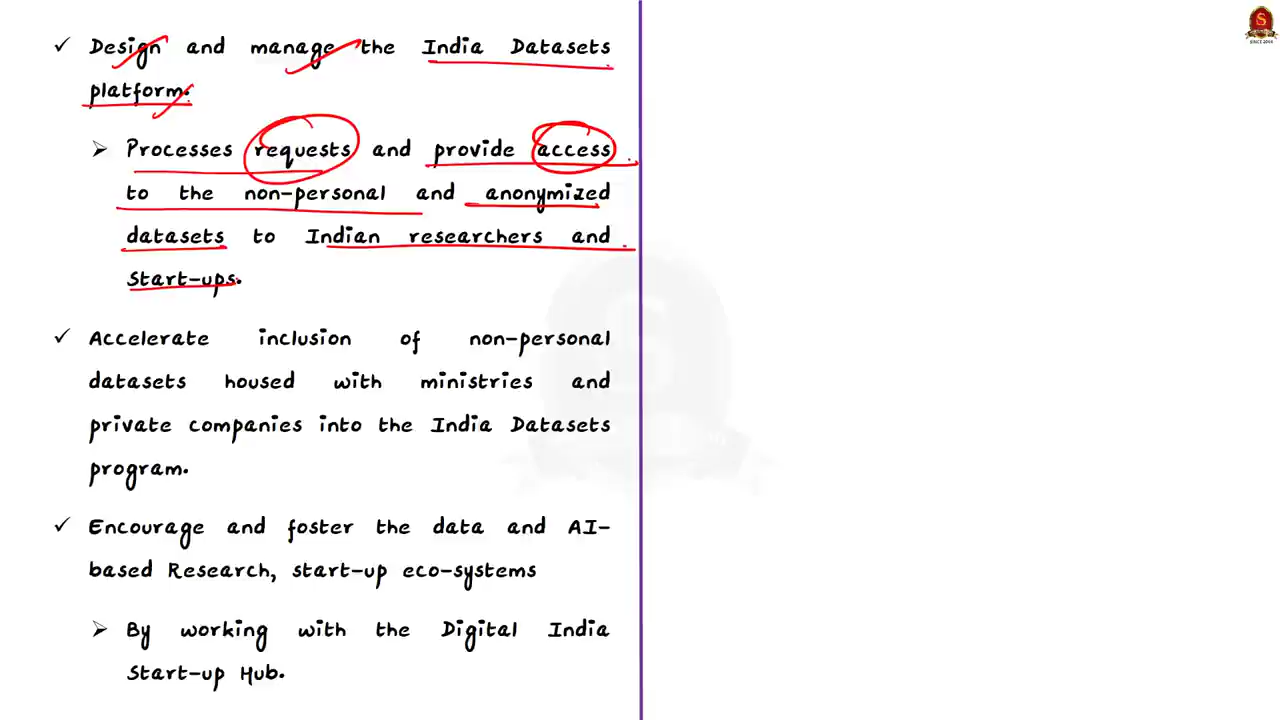 ✓ Design and manage the India Datasets
platform.
➢ Processes requests and provide access
to the non-personal and anonymized
datasets to Indian researchers and
start-ups.
✓ Accelerate inclusion of non-personal
datasets housed with ministries and
private companies into the India Datasets
program.
✓ Encourage and foster the data and AI-
based Research, start-up eco-systems
➢ By working with the Digital India
Start-up Hub.
S